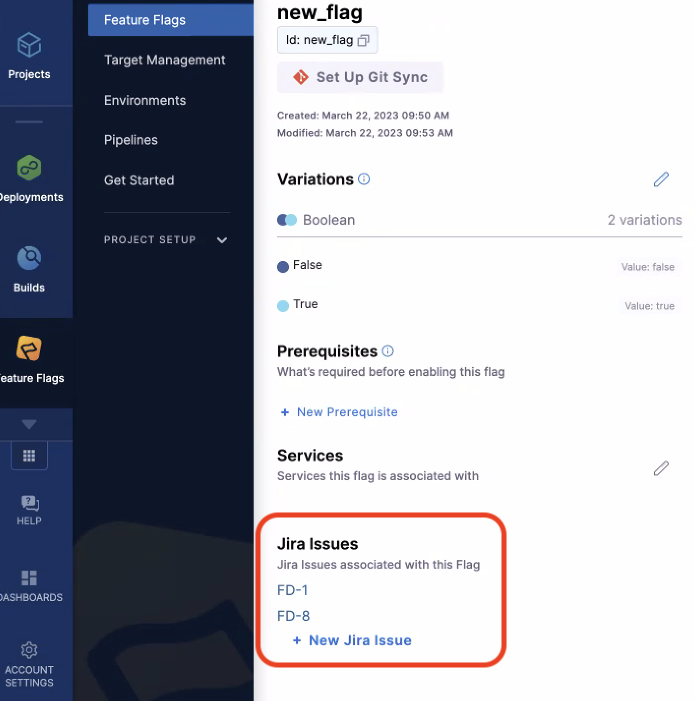 Projects
Deployments
Builds
Feature Flags
HELP
DASHBOARDS
ACCOUNT
SETTINGS
Feature Flags
Target Management
Environments
Pipelines
Get Started
PROJECT SETUP
new_flag
Id: new_flag
Set Up Git Sync
Created: March 22, 2023 09:50 AM
Modified: March 22, 2023 09:53 AM
Variations
Boolean 2 variations
False Value: false
True Value: true
Prerequisites
What's required before enabling this flag
+ New Prerequisite
Services
Services this flag is associated with
Jira Issues
Jira Issues associated with this Flag
FD-1
FD-8
+ New Jira Issue